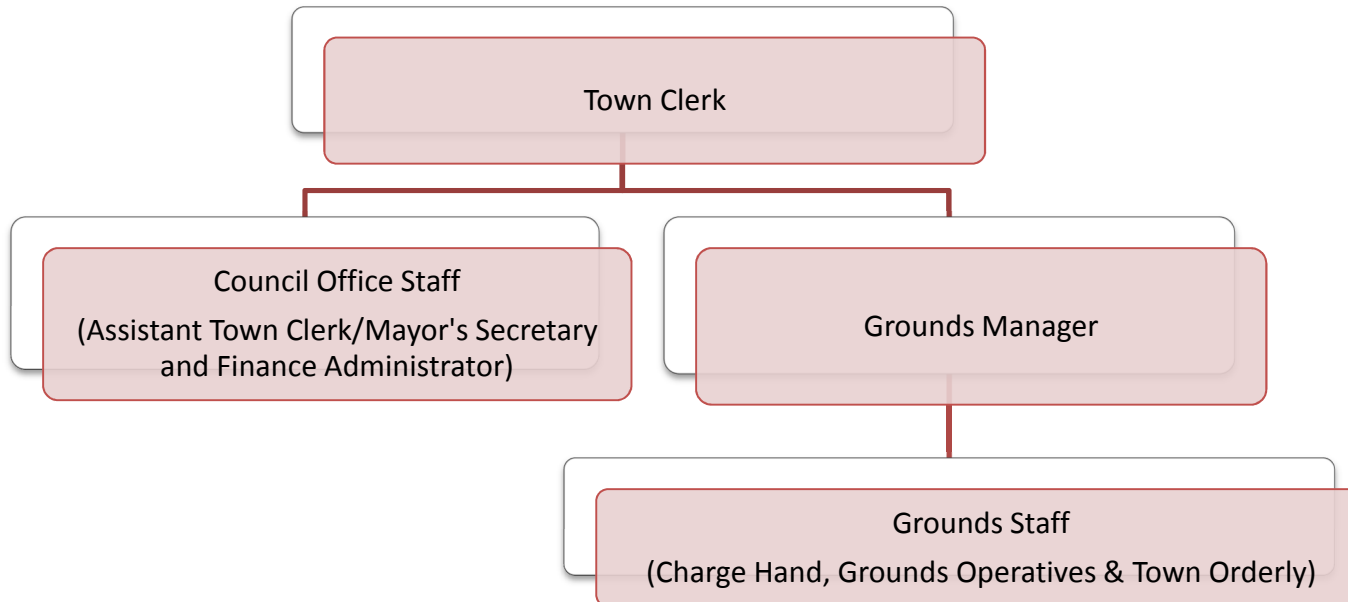 Town Clerk
Council Office Staff
(Assistant Town Clerk/Mayor's Secretary
and Finance Administrator)
Grounds Manager
Grounds Staff
(Charge Hand, Grounds Operatives & Town Orderly)